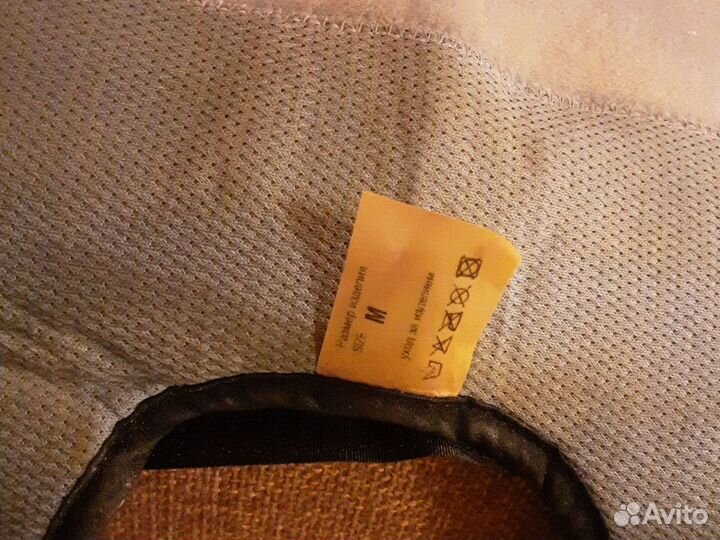 Размер изделия
SIZE M
уход за изделием
Avito